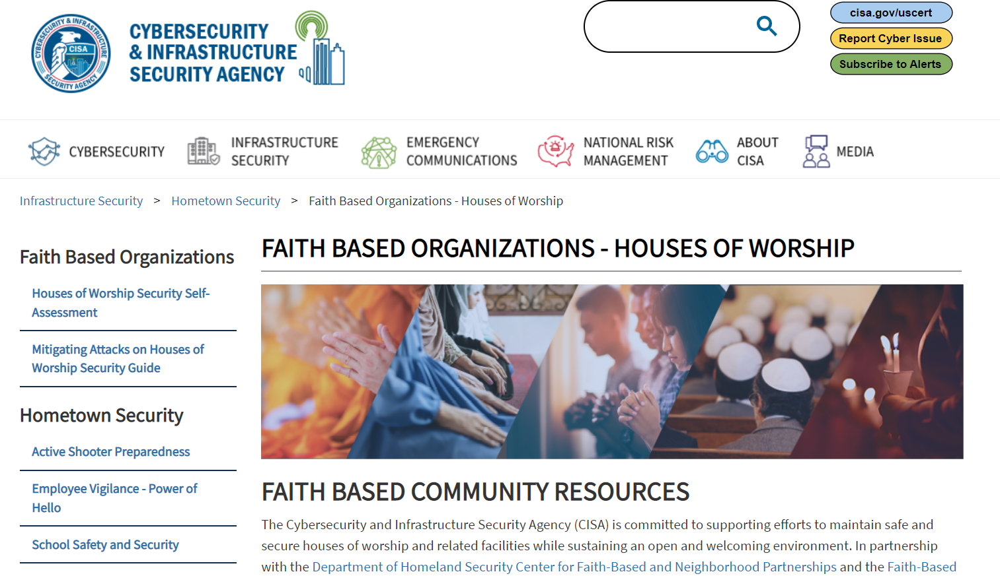 CYBERSECURITY & INFRASTRUCTURE
SECURITY AGENCY
CISA
CYBERSECURITY
& INFRASTRUCTURE
SECURITY AGENCY
cisa.gov/uscert
Report Cyber Issue
Subscribe to Alerts
CYBERSECURITY
INFRASTRUCTURE
SECURITY
EMERGENCY
COMMUNICATIONS
NATIONAL RISK
MANAGEMENT
ABOUT
CISA
MEDIA
Infrastructure Security > Hometown Security > Faith Based Organizations - Houses of Worship
Faith Based Organizations
Houses of Worship Security Self-
Assessment
Mitigating Attacks on Houses of
Worship Security Guide
Hometown Security
Active Shooter Preparedness
Employee Vigilance - Power of
Hello
School Safety and Security
FAITH BASED ORGANIZATIONS - HOUSES OF WORSHIP
FAITH BASED COMMUNITY RESOURCES
The Cybersecurity and Infrastructure Security Agency (CISA) is committed to supporting efforts to maintain safe and
secure houses of worship and related facilities while sustaining an open and welcoming environment. In partnership
with the Department of Homeland Security Center for Faith-Based and Neighborhood Partnerships and the Faith-Based